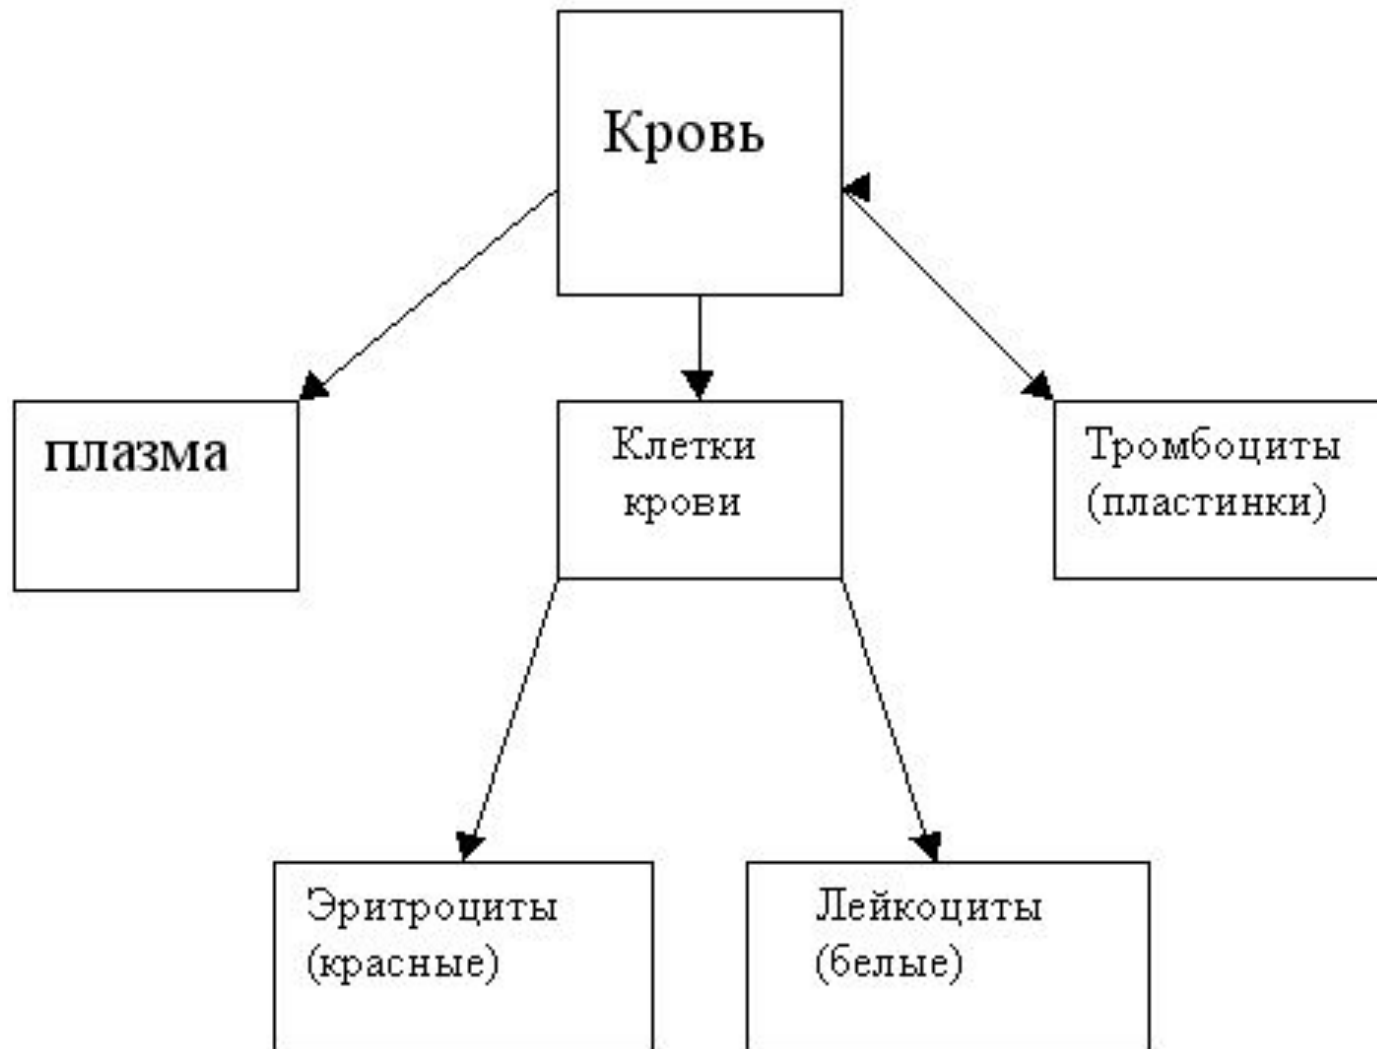 Кровь
плазма
Клетки
крови
Тромбоциты
(пластинки)
Эритроциты
(красные)
Лейкоциты
(белые)